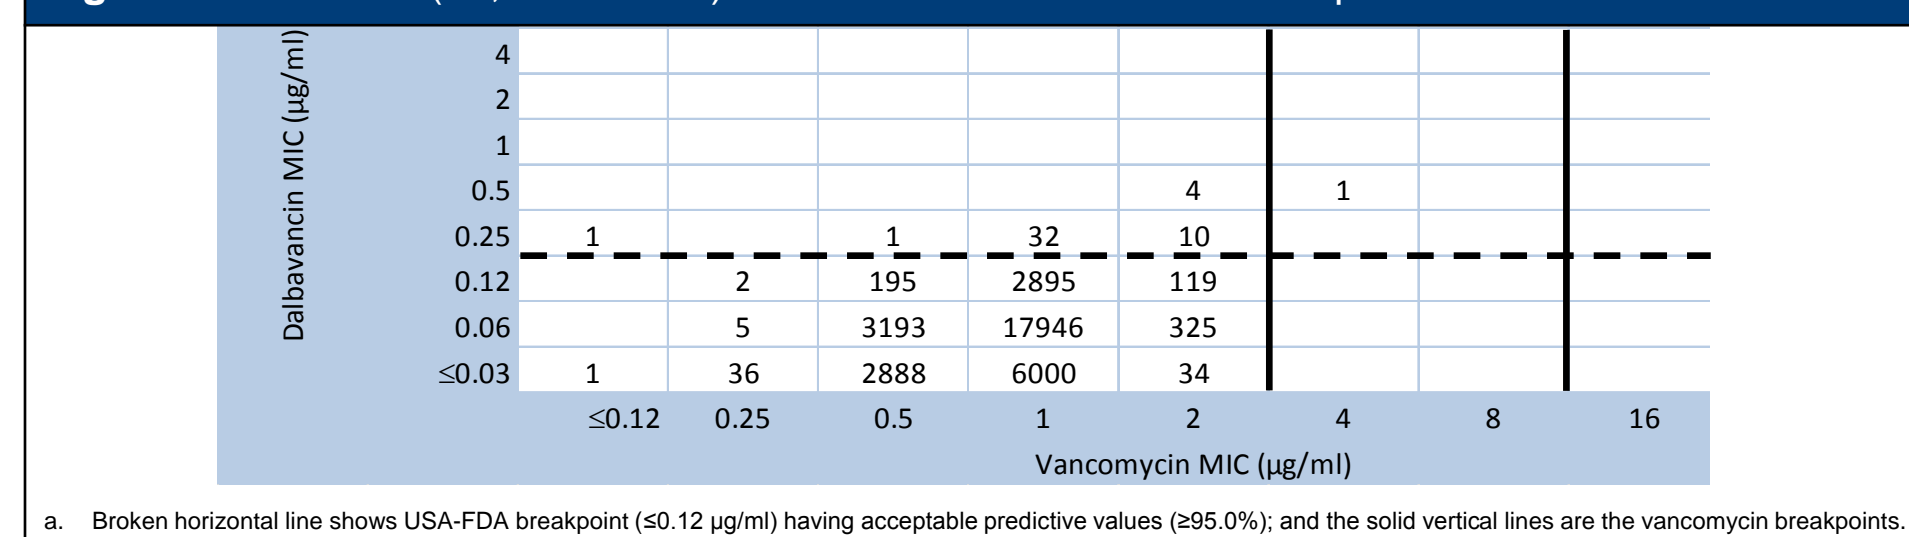 Dalbavancin MIC (µg/ml)
4
2
1
0.5 4 1
0.25 1 1 32 10
0.12 2 195 2895 119
0.06 5 3193 17946 325
≤0.03 1 36 2888 6000 34
≤0.12 0.25 0.5 1 2 4 8 16
Vancomycin MIC (µg/ml)
a. Broken horizontal line shows USA-FDA breakpoint (≤0.12 µg/ml) having acceptable predictive values (≥95.0%); and the solid vertical lines are the vancomycin breakpoints.